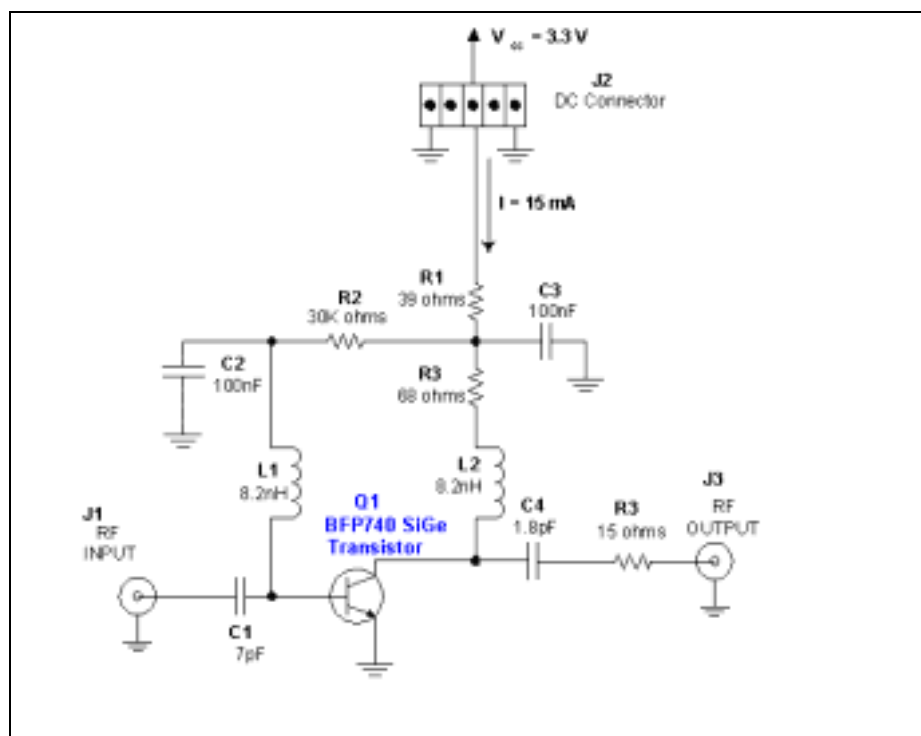 Vcc = 3.3 V
J2
DC Connector
I = 15 mA
R1
39 ohms
C3
100nF
R2
30K ohms
C2
100nF
R3
68 ohms
L1
8.2nH
L2
8.2nH
Q1
BFP740 SiGe
Transistor
C4
1.8pF
R3
15 ohms
J3
RF
OUTPUT
J1
RF
INPUT
C1
7pF